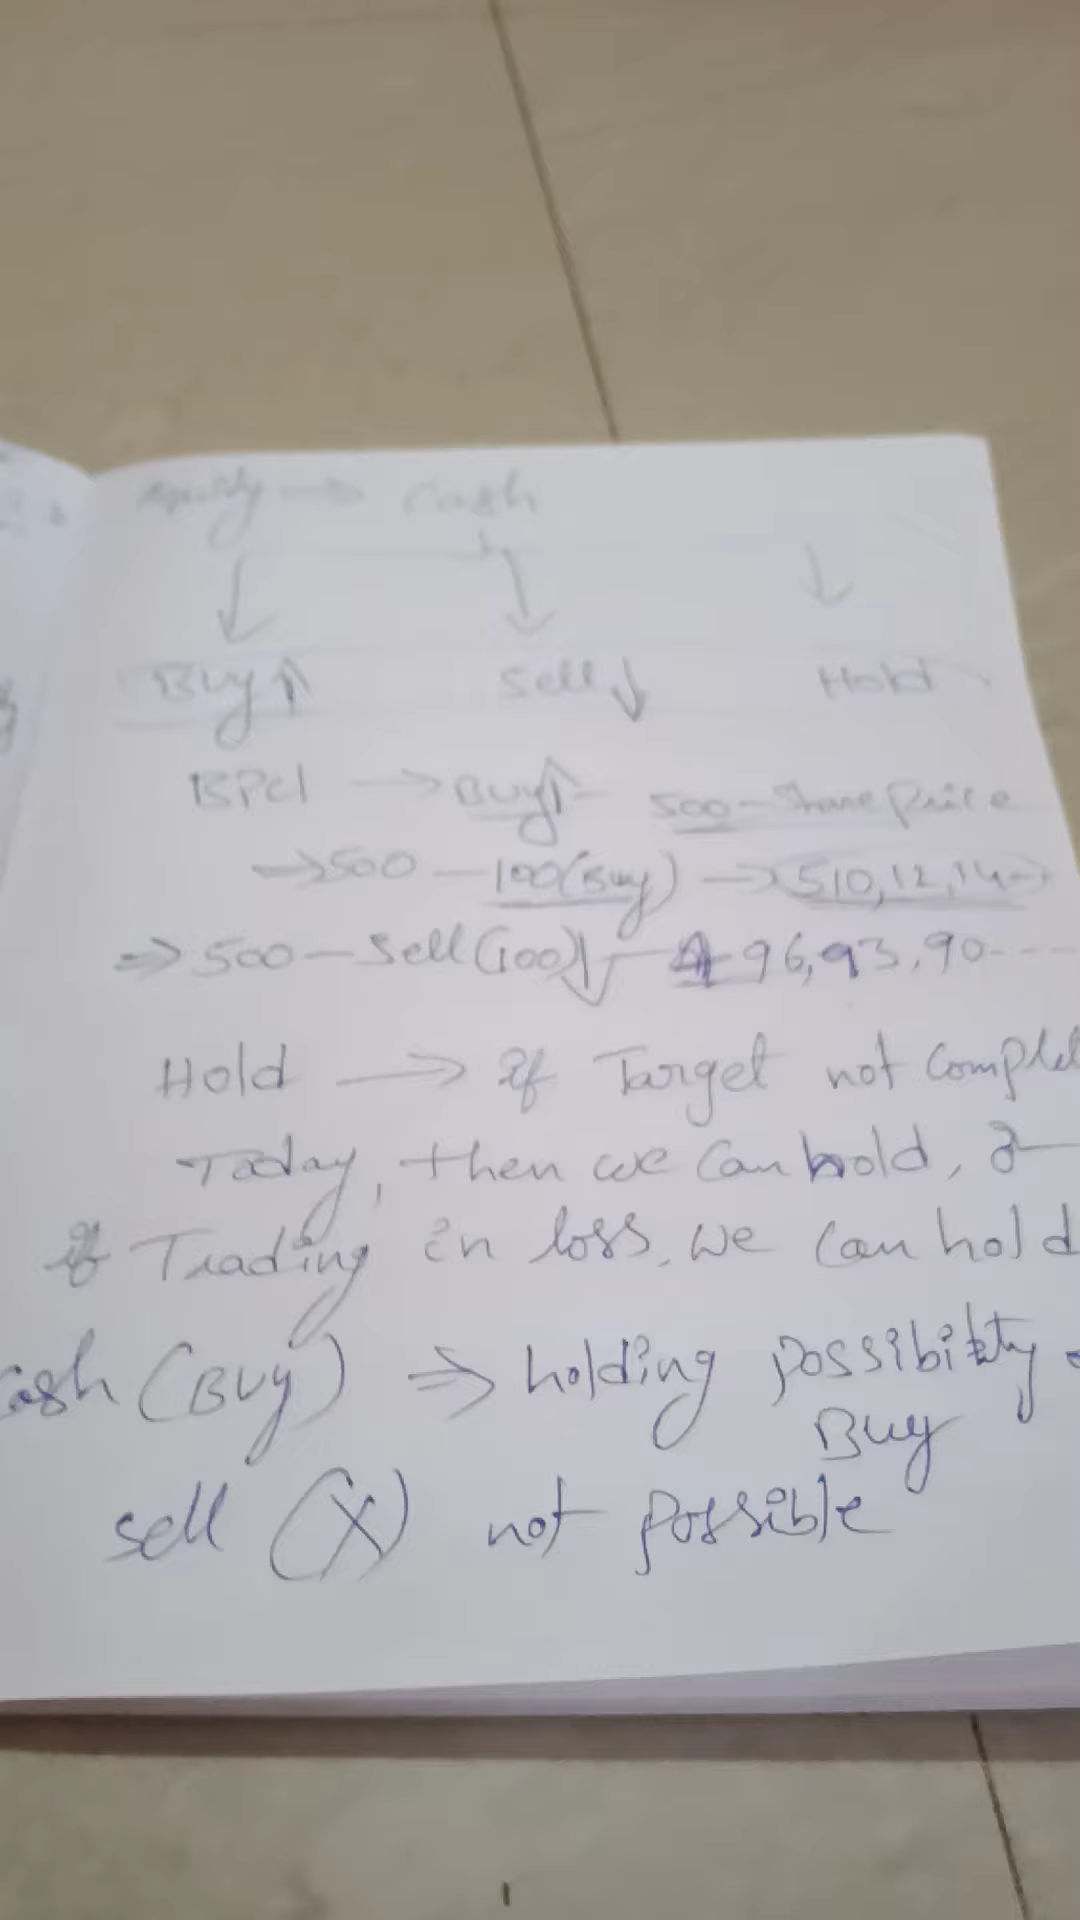 Equity → Cash
Buy↑ Sell↓ Hold
BPCl → Buy↑ 500 - Share Price
→ 500 - 100(Buy) → 510,12,14→
⇒ 500 - Sell(100)↓ - 496,93,90----
Hold → if Target not Complet
Today, then we can hold, or
if Trading in loss, we can hold
Cash (Buy) ⇒ holding possibility
Buy
sell (X) not possible